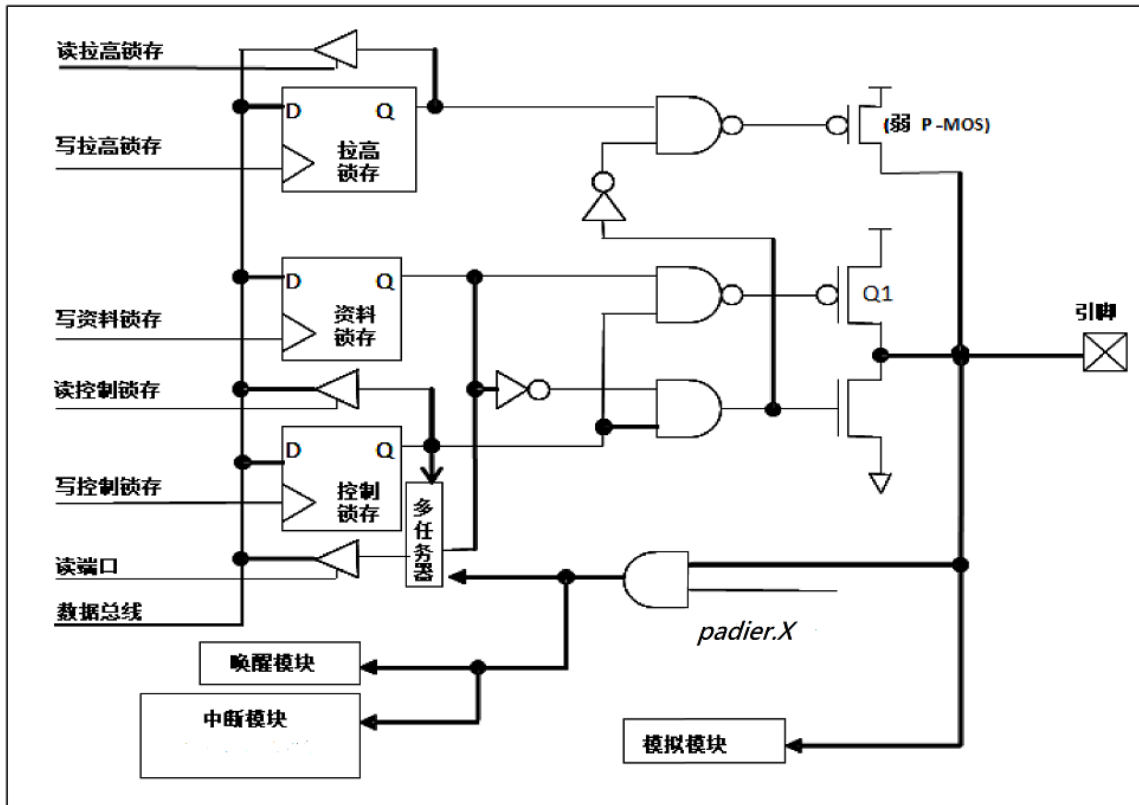 读拉高锁存
D Q
拉高
锁存
写拉高锁存
(弱 P-MOS)
D Q
资料
锁存
写资料锁存
Q1
引脚
读控制锁存
D Q
控制
锁存
写控制锁存
多
任
务
器
读端口
数据总线
padier.X
唤醒模块
中断模块
模拟模块